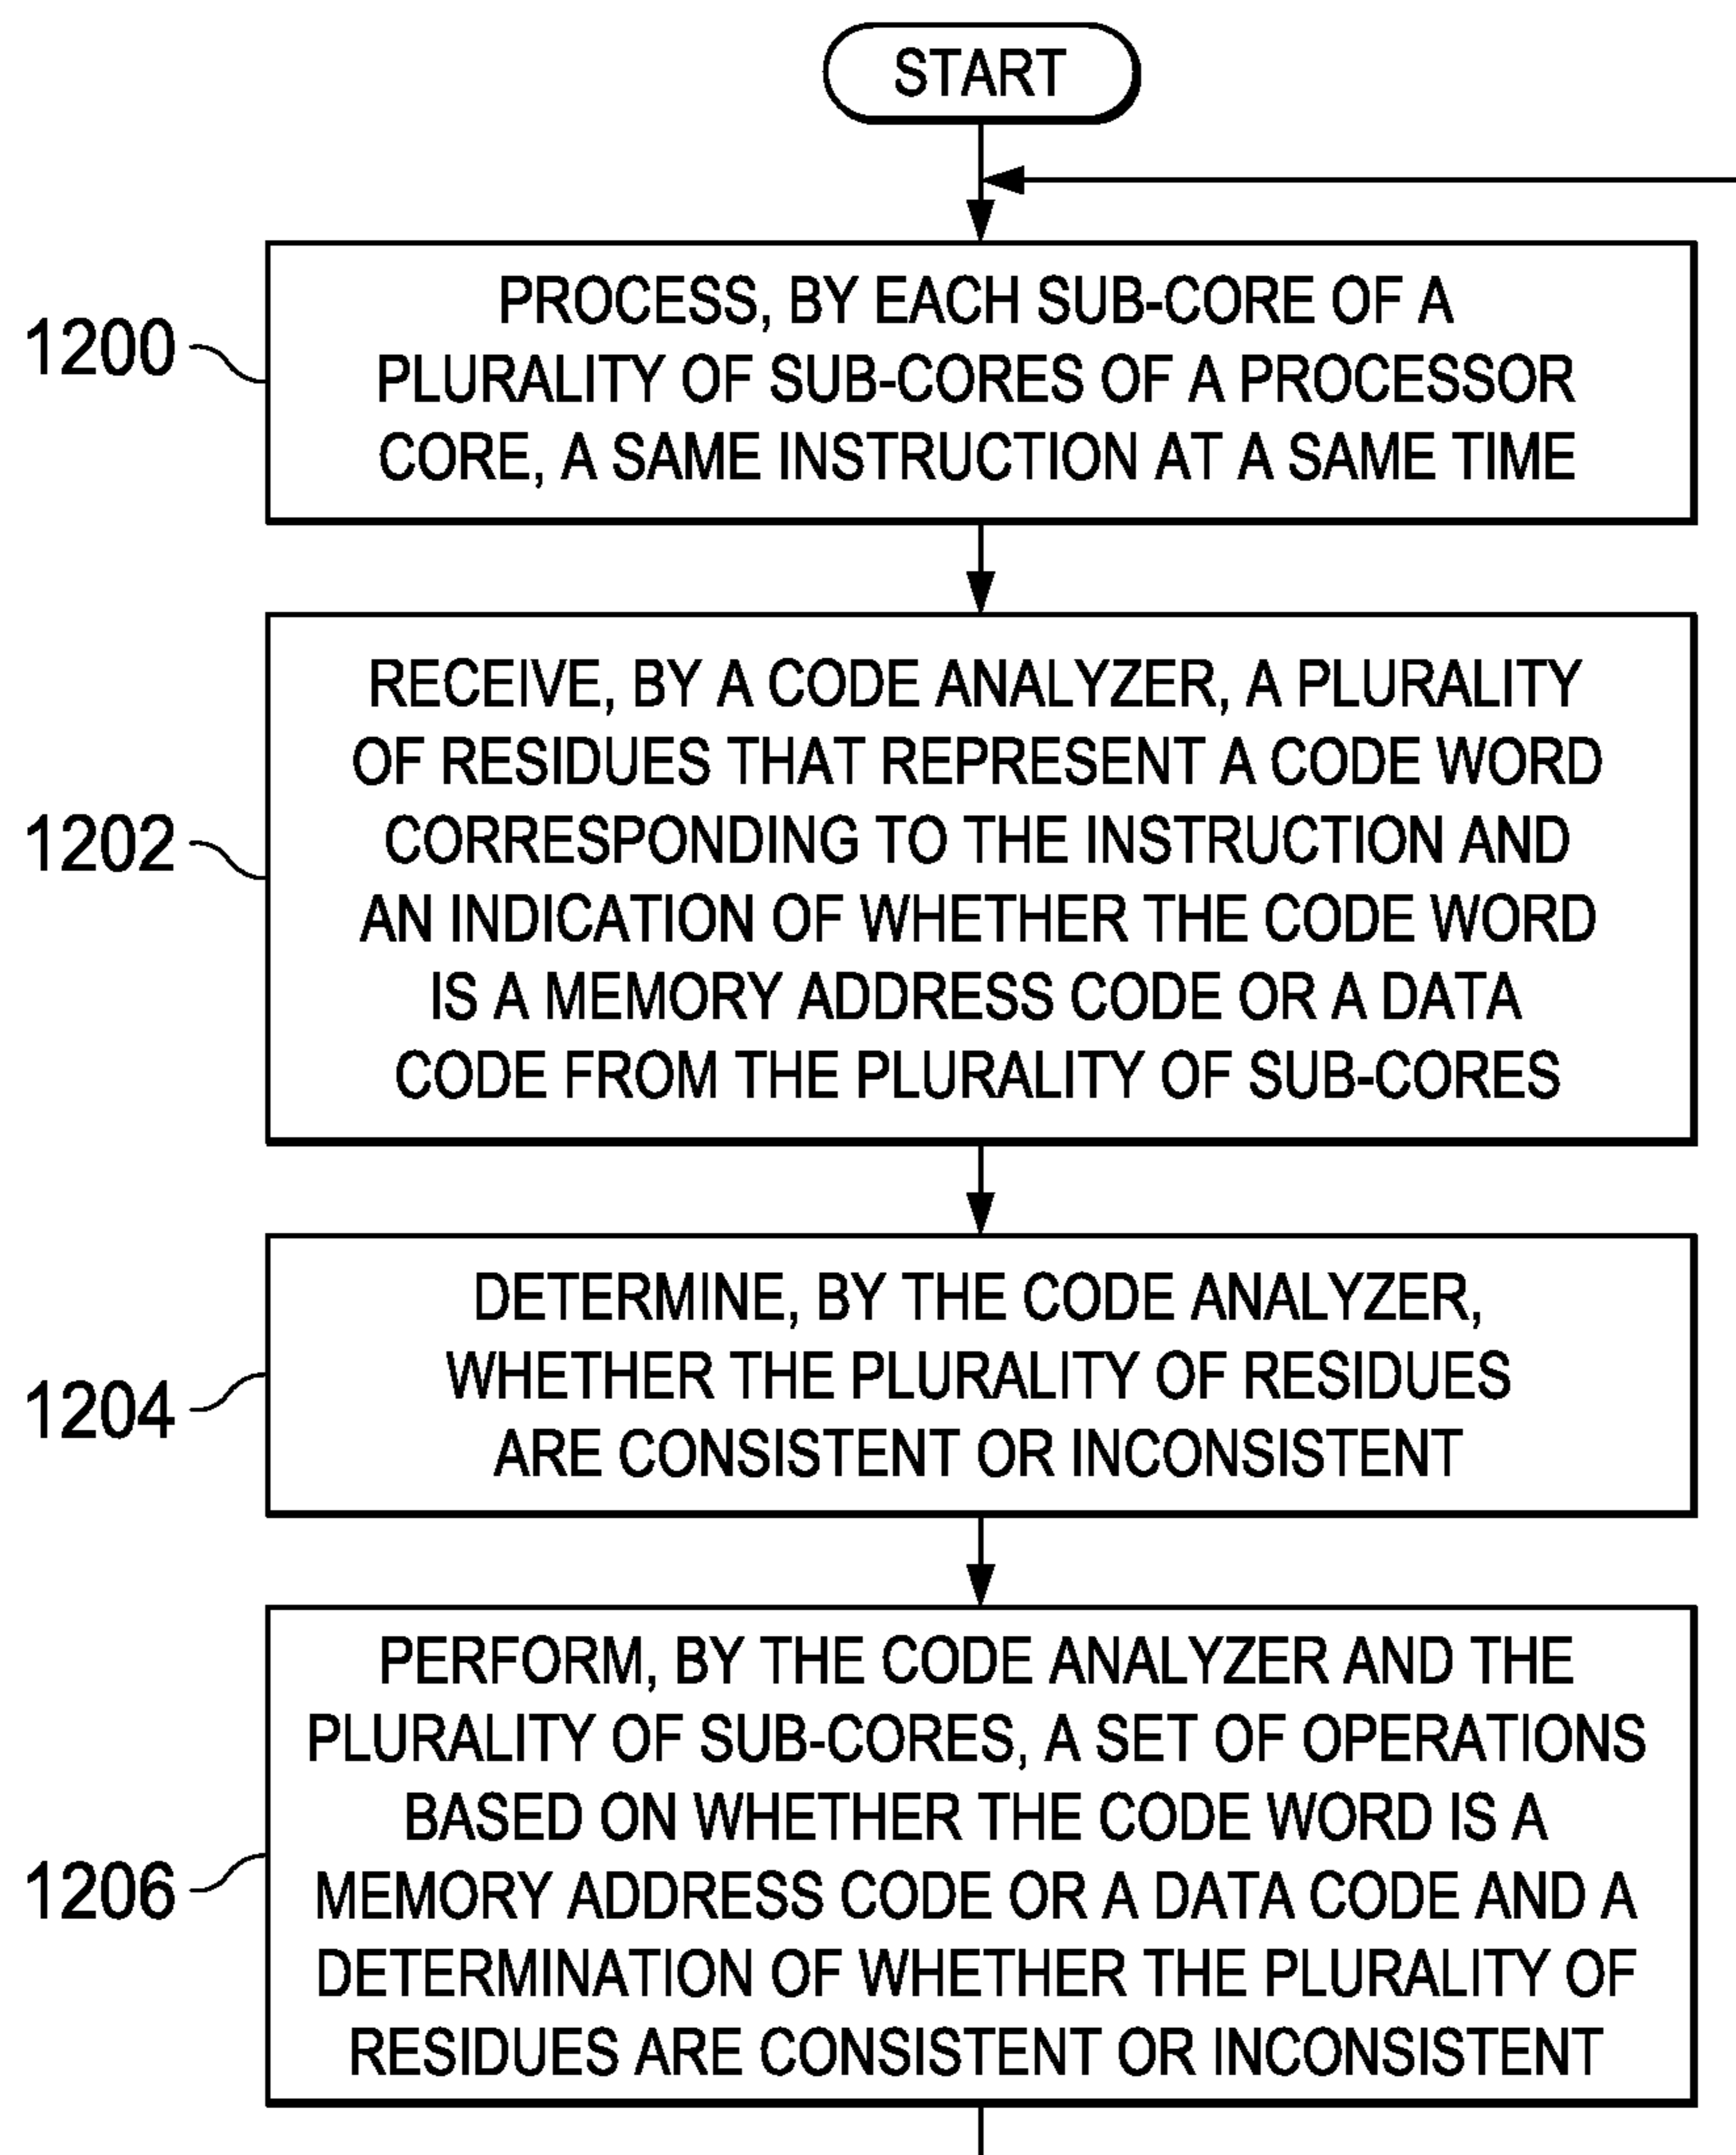 START
1200
PROCESS, BY EACH SUB-CORE OF A
PLURALITY OF SUB-CORES OF A PROCESSOR
CORE, A SAME INSTRUCTION AT A SAME TIME
1202
RECEIVE, BY A CODE ANALYZER, A PLURALITY
OF RESIDUES THAT REPRESENT A CODE WORD
CORRESPONDING TO THE INSTRUCTION AND
AN INDICATION OF WHETHER THE CODE WORD
IS A MEMORY ADDRESS CODE OR A DATA
CODE FROM THE PLURALITY OF SUB-CORES
1204
DETERMINE, BY THE CODE ANALYZER,
WHETHER THE PLURALITY OF RESIDUES
ARE CONSISTENT OR INCONSISTENT
1206
PERFORM, BY THE CODE ANALYZER AND THE
PLURALITY OF SUB-CORES, A SET OF OPERATIONS
BASED ON WHETHER THE CODE WORD IS A
MEMORY ADDRESS CODE OR A DATA CODE AND A
DETERMINATION OF WHETHER THE PLURALITY OF
RESIDUES ARE CONSISTENT OR INCONSISTENT